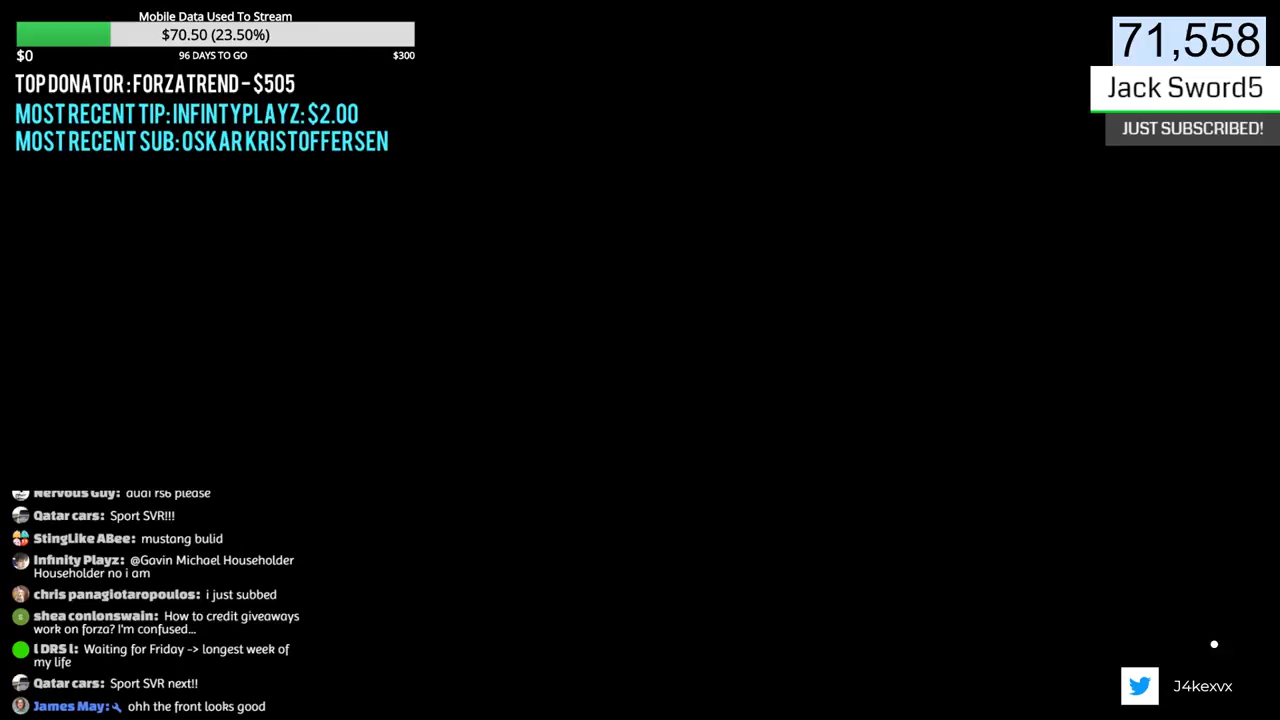 Mobile Data Used To Stream
$70.50 (23.50%)
$0
96 DAYS TO GO
$300
TOP DONATOR : FORZATREND - $505
MOST RECENT TIP: INFINTYPLAYZ: $2.00
MOST RECENT SUB: OSKAR KRISTOFFERSEN
71,558
Jack Sword5
JUST SUBSCRIBED!
Nervous Guy: audi rs6 please
Qatar cars: Sport SVR!!!
StingLike ABee: mustang bulid
Infinity Playz: @Gavin Michael Householder
Householder no i am
chris panagiotaropoulos: i just subbed
S
shea conlonswain: How to credit giveaways
work on forza? I'm confused...
l DRS l: Waiting for Friday -> longest week of
my life
Qatar cars: Sport SVR next!!
James May: ohh the front looks good
J4kexvx